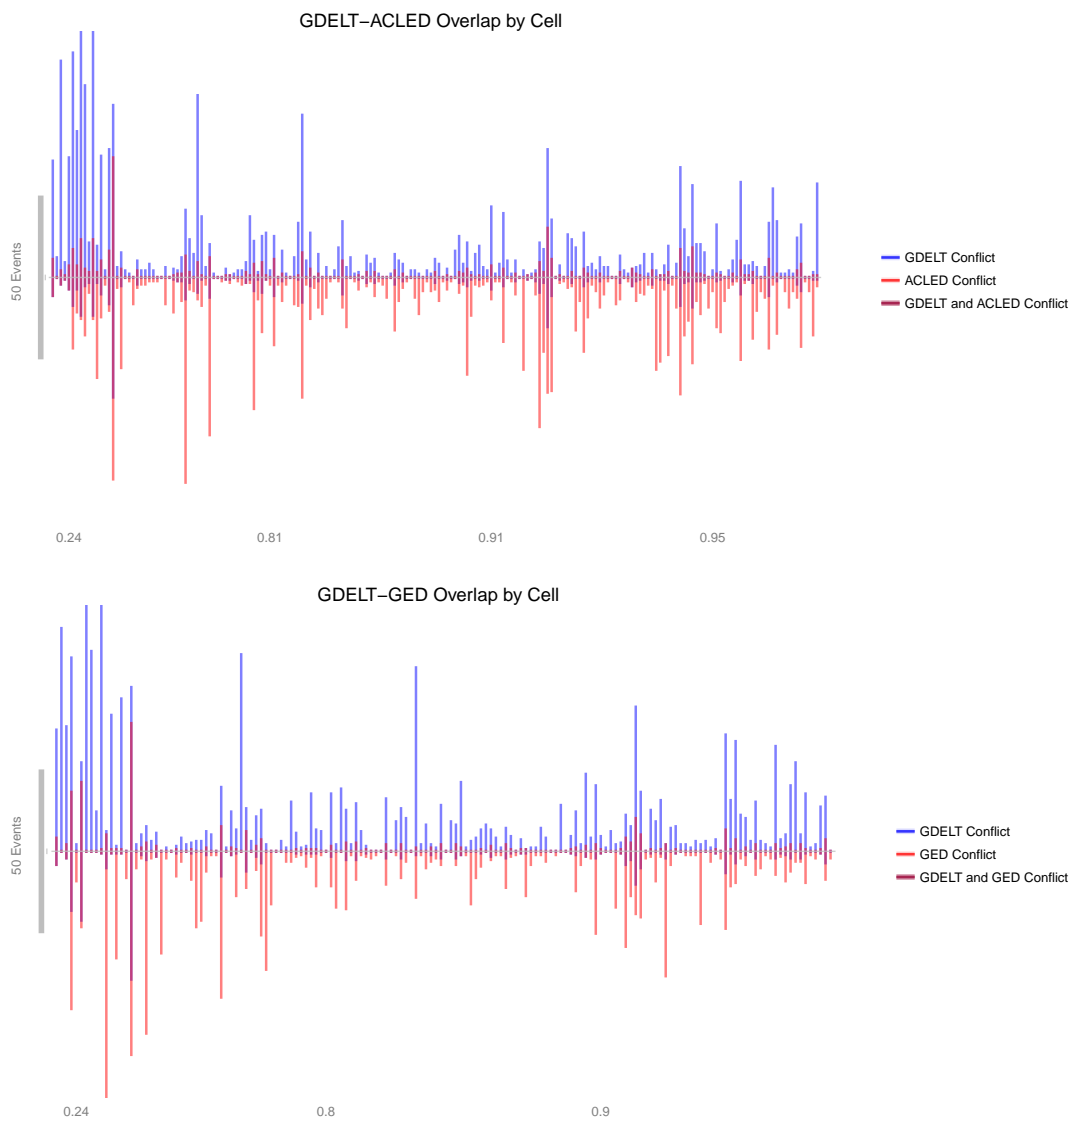 GDELT−ACLED Overlap by Cell
50 Events
GDELT Conflict
ACLED Conflict
GDELT and ACLED Conflict
0.24 0.81 0.91 0.95
GDELT−GED Overlap by Cell
50 Events
GDELT Conflict
GED Conflict
GDELT and GED Conflict
0.24 0.8 0.9